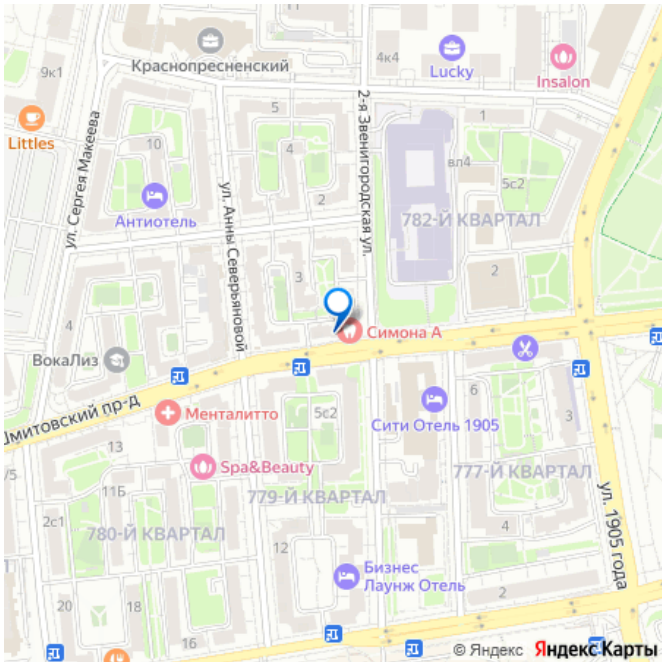 9к1
Краснопресненский
4к4
Lucky
Insalon
Littles
5
1
10
4
вл4
5с2
2-я Звенигородская ул.
ул. Сергея Макеева
ул. Анны Северьяновой
Антиотель
2
782-Й КВАРТАЛ
3
2
4
Симона А
ВокаЛиз
Шмитовский пр-д
Менталитто
5с2
Сити Отель 1905
6
3
13
Spa&Beauty
777-Й КВАРТАЛ
/5
11Б
779-Й КВАРТАЛ
ул. 1905 года
2с1
780-Й КВАРТАЛ
4
12
Бизнес
Лаунж Отель
2
20
18
16
© Яндекс Яндекс Карты